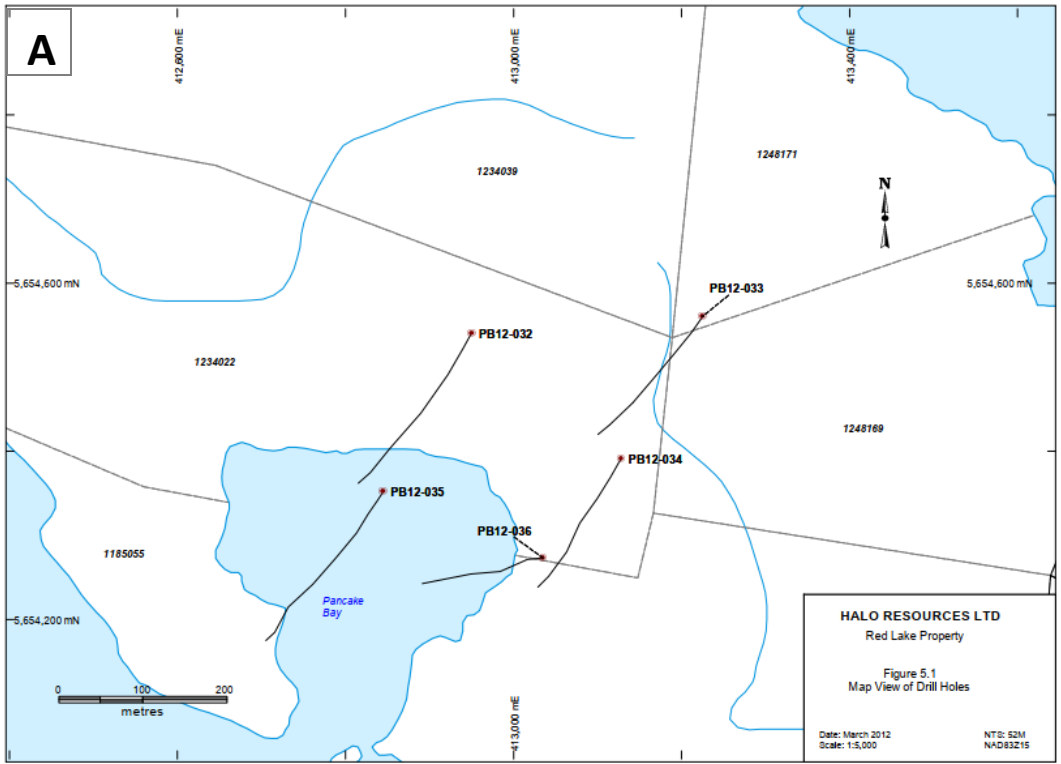 A
412,600 mE
413,000 mE
413,400 mE
1234039
1248171
N
5,654,600 mN
5,654,600 mN
PB12-033
PB12-032
1234022
1248169
PB12-034
PB12-035
PB12-036
1185055
Pancake
Bay
5,654,200 mN
0 100 200
metres
413,000 mE
HALO RESOURCES LTD
Red Lake Property
Figure 5.1
Map View of Drill Holes
Date: March 2012
NTS: 52M
Scale: 1:5,000
NAD83Z15